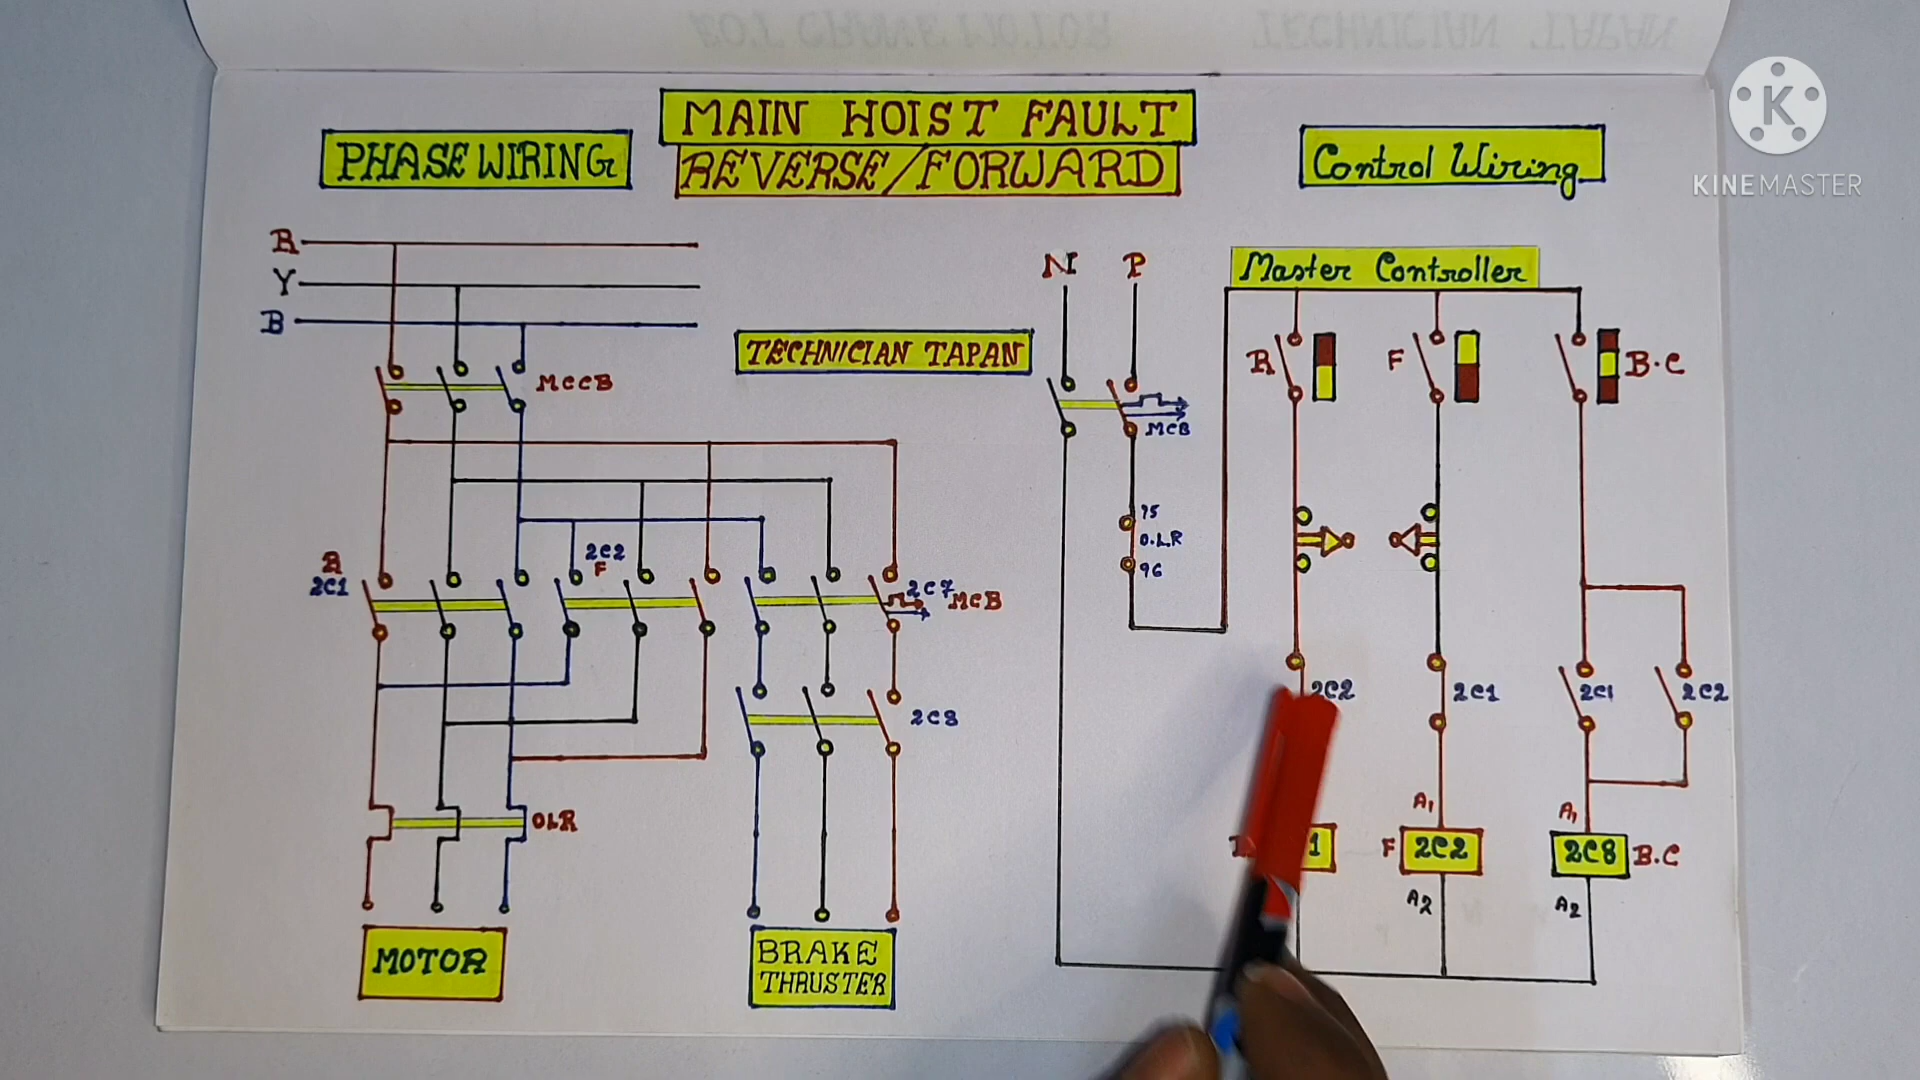 MAIN HOIST FAULT
REVERSE/FORWARD
PHASE WIRING
Control Wiring
KINEMASTER
K
R
Y
B
MCCB
TECHNICIAN TAPAN
N P
Master Controller
R
F
B.C
MCB
95
O.L.R
96
R
2C1
2C2
F
2C7
MCB
2C8
2C2
2C1
2C1
2C2
OLR
A1
A1
1
F 2C2
2C8 B.C
A2
A2
MOTOR
BRAKE
THRUSTER